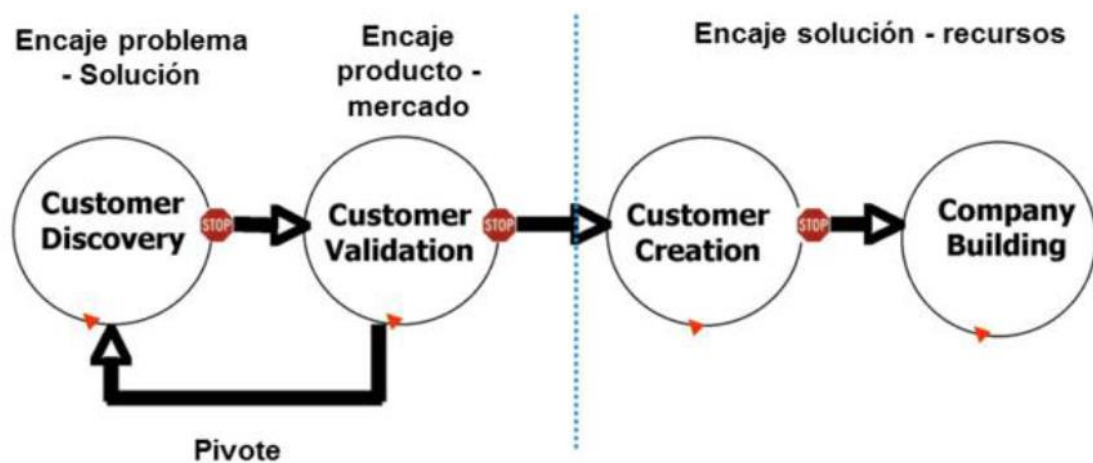 Encaje problema
- Solución
Encaje
producto -
mercado
Encaje solución - recursos
Customer
Discovery
STOP
Customer
Validation
STOP
Customer
Creation
STOP
Company
Building
Pivote